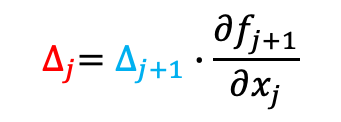 Δj = Δj+1 · ∂fj+1 / ∂xj